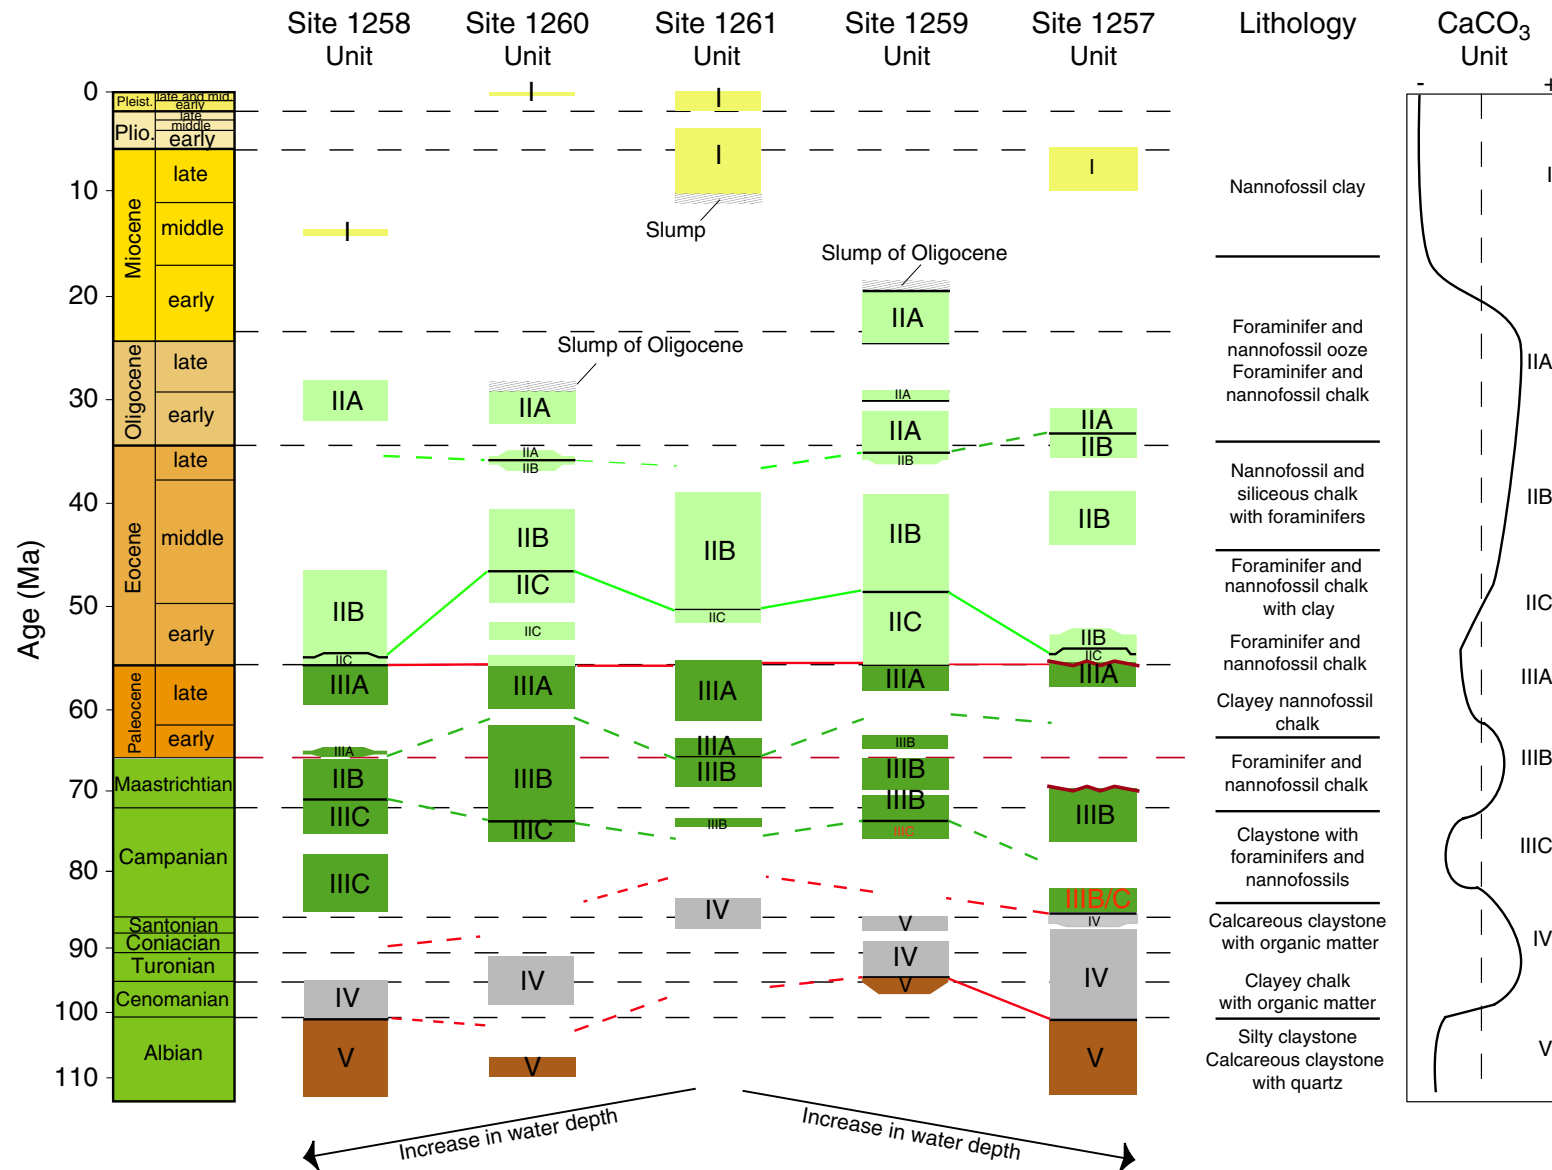 Site 1258
Unit
Site 1260
Unit
Site 1261
Unit
Site 1259
Unit
Site 1257
Unit
Lithology
CaCO3
Unit
- +
Age (Ma)
0
10
20
30
40
50
60
70
80
90
100
110
Pleist.
late and mid.
early
Plio.
late
middle
early
Miocene
late
middle
early
Oligocene
late
early
Eocene
late
middle
early
Paleocene
late
early
Maastrichtian
Campanian
Santonian
Coniacian
Turonian
Cenomanian
Albian
I
IIA
IIB
IIC
IIIA
IIIA
IIB
IIIC
IIIC
IV
V
I
Slump of Oligocene
IIA
IIA
IIB
IIB
IIC
IIC
IIIA
IIIB
IIIC
IV
V
I
I
Slump
IIB
IIC
IIIA
IIIA
IIIB
IIIB
IV
Slump of Oligocene
IIA
IIA
IIA
IIB
IIB
IIC
IIIA
IIIB
IIIB
IIIB
IIIC
V
IV
V
I
IIA
IIB
IIB
IIB
IIC
IIIA
IIIB
IIIB/C
IV
IV
V
Nannofossil clay
Foraminifer and
nannofossil ooze
Foraminifer and
nannofossil chalk
Nannofossil and
siliceous chalk
with foraminifers
Foraminifer and
nannofossil chalk
with clay
Foraminifer and
nannofossil chalk
Clayey nannofossil
chalk
Foraminifer and
nannofossil chalk
Claystone with
foraminifers and
nannofossils
Calcareous claystone
with organic matter
Clayey chalk
with organic matter
Silty claystone
Calcareous claystone
with quartz
I
IIA
IIB
IIC
IIIA
IIIB
IIIC
IV
V
Increase in water depth
Increase in water depth